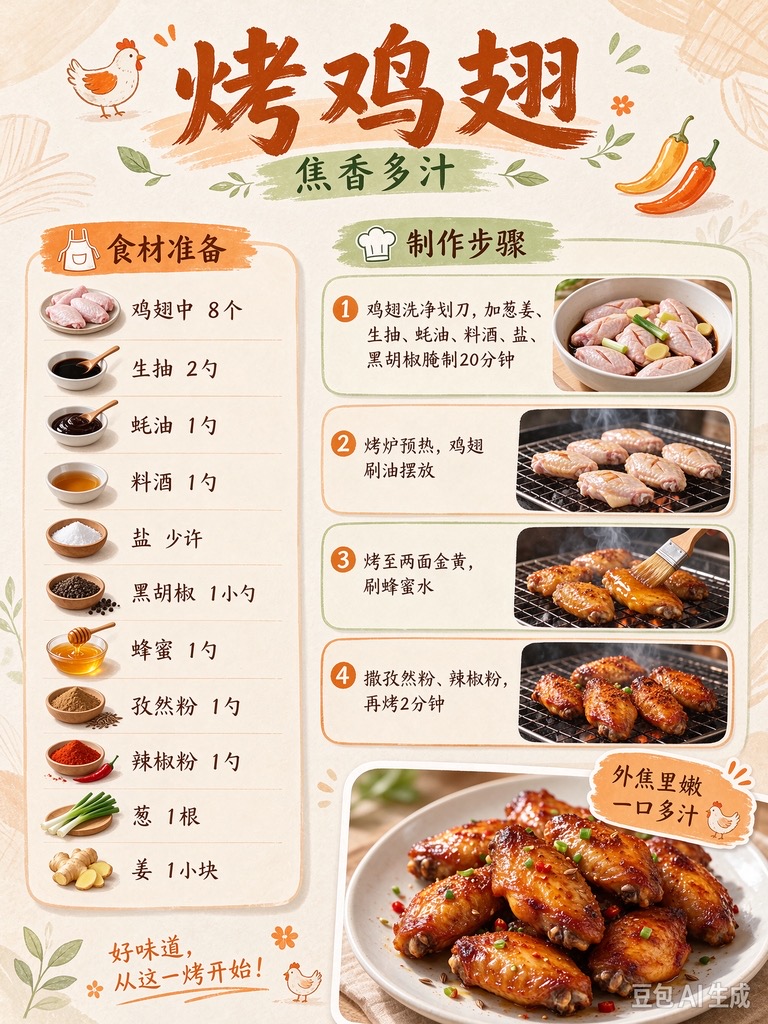 烤鸡翅
焦香多汁
食材准备
鸡翅中 8个
生抽 2勺
蚝油 1勺
料酒 1勺
盐 少许
黑胡椒 1小勺
蜂蜜 1勺
孜然粉 1勺
辣椒粉 1勺
葱 1根
姜 1小块
好味道，
从这一烤开始！
制作步骤
1 鸡翅洗净划刀，加葱姜、
生抽、蚝油、料酒、盐、
黑胡椒腌制20分钟
2 烤炉预热，鸡翅
刷油摆放
3 烤至两面金黄，
刷蜂蜜水
4 撒孜然粉、辣椒粉，
再烤2分钟
外焦里嫩
一口多汁
豆包AI生成